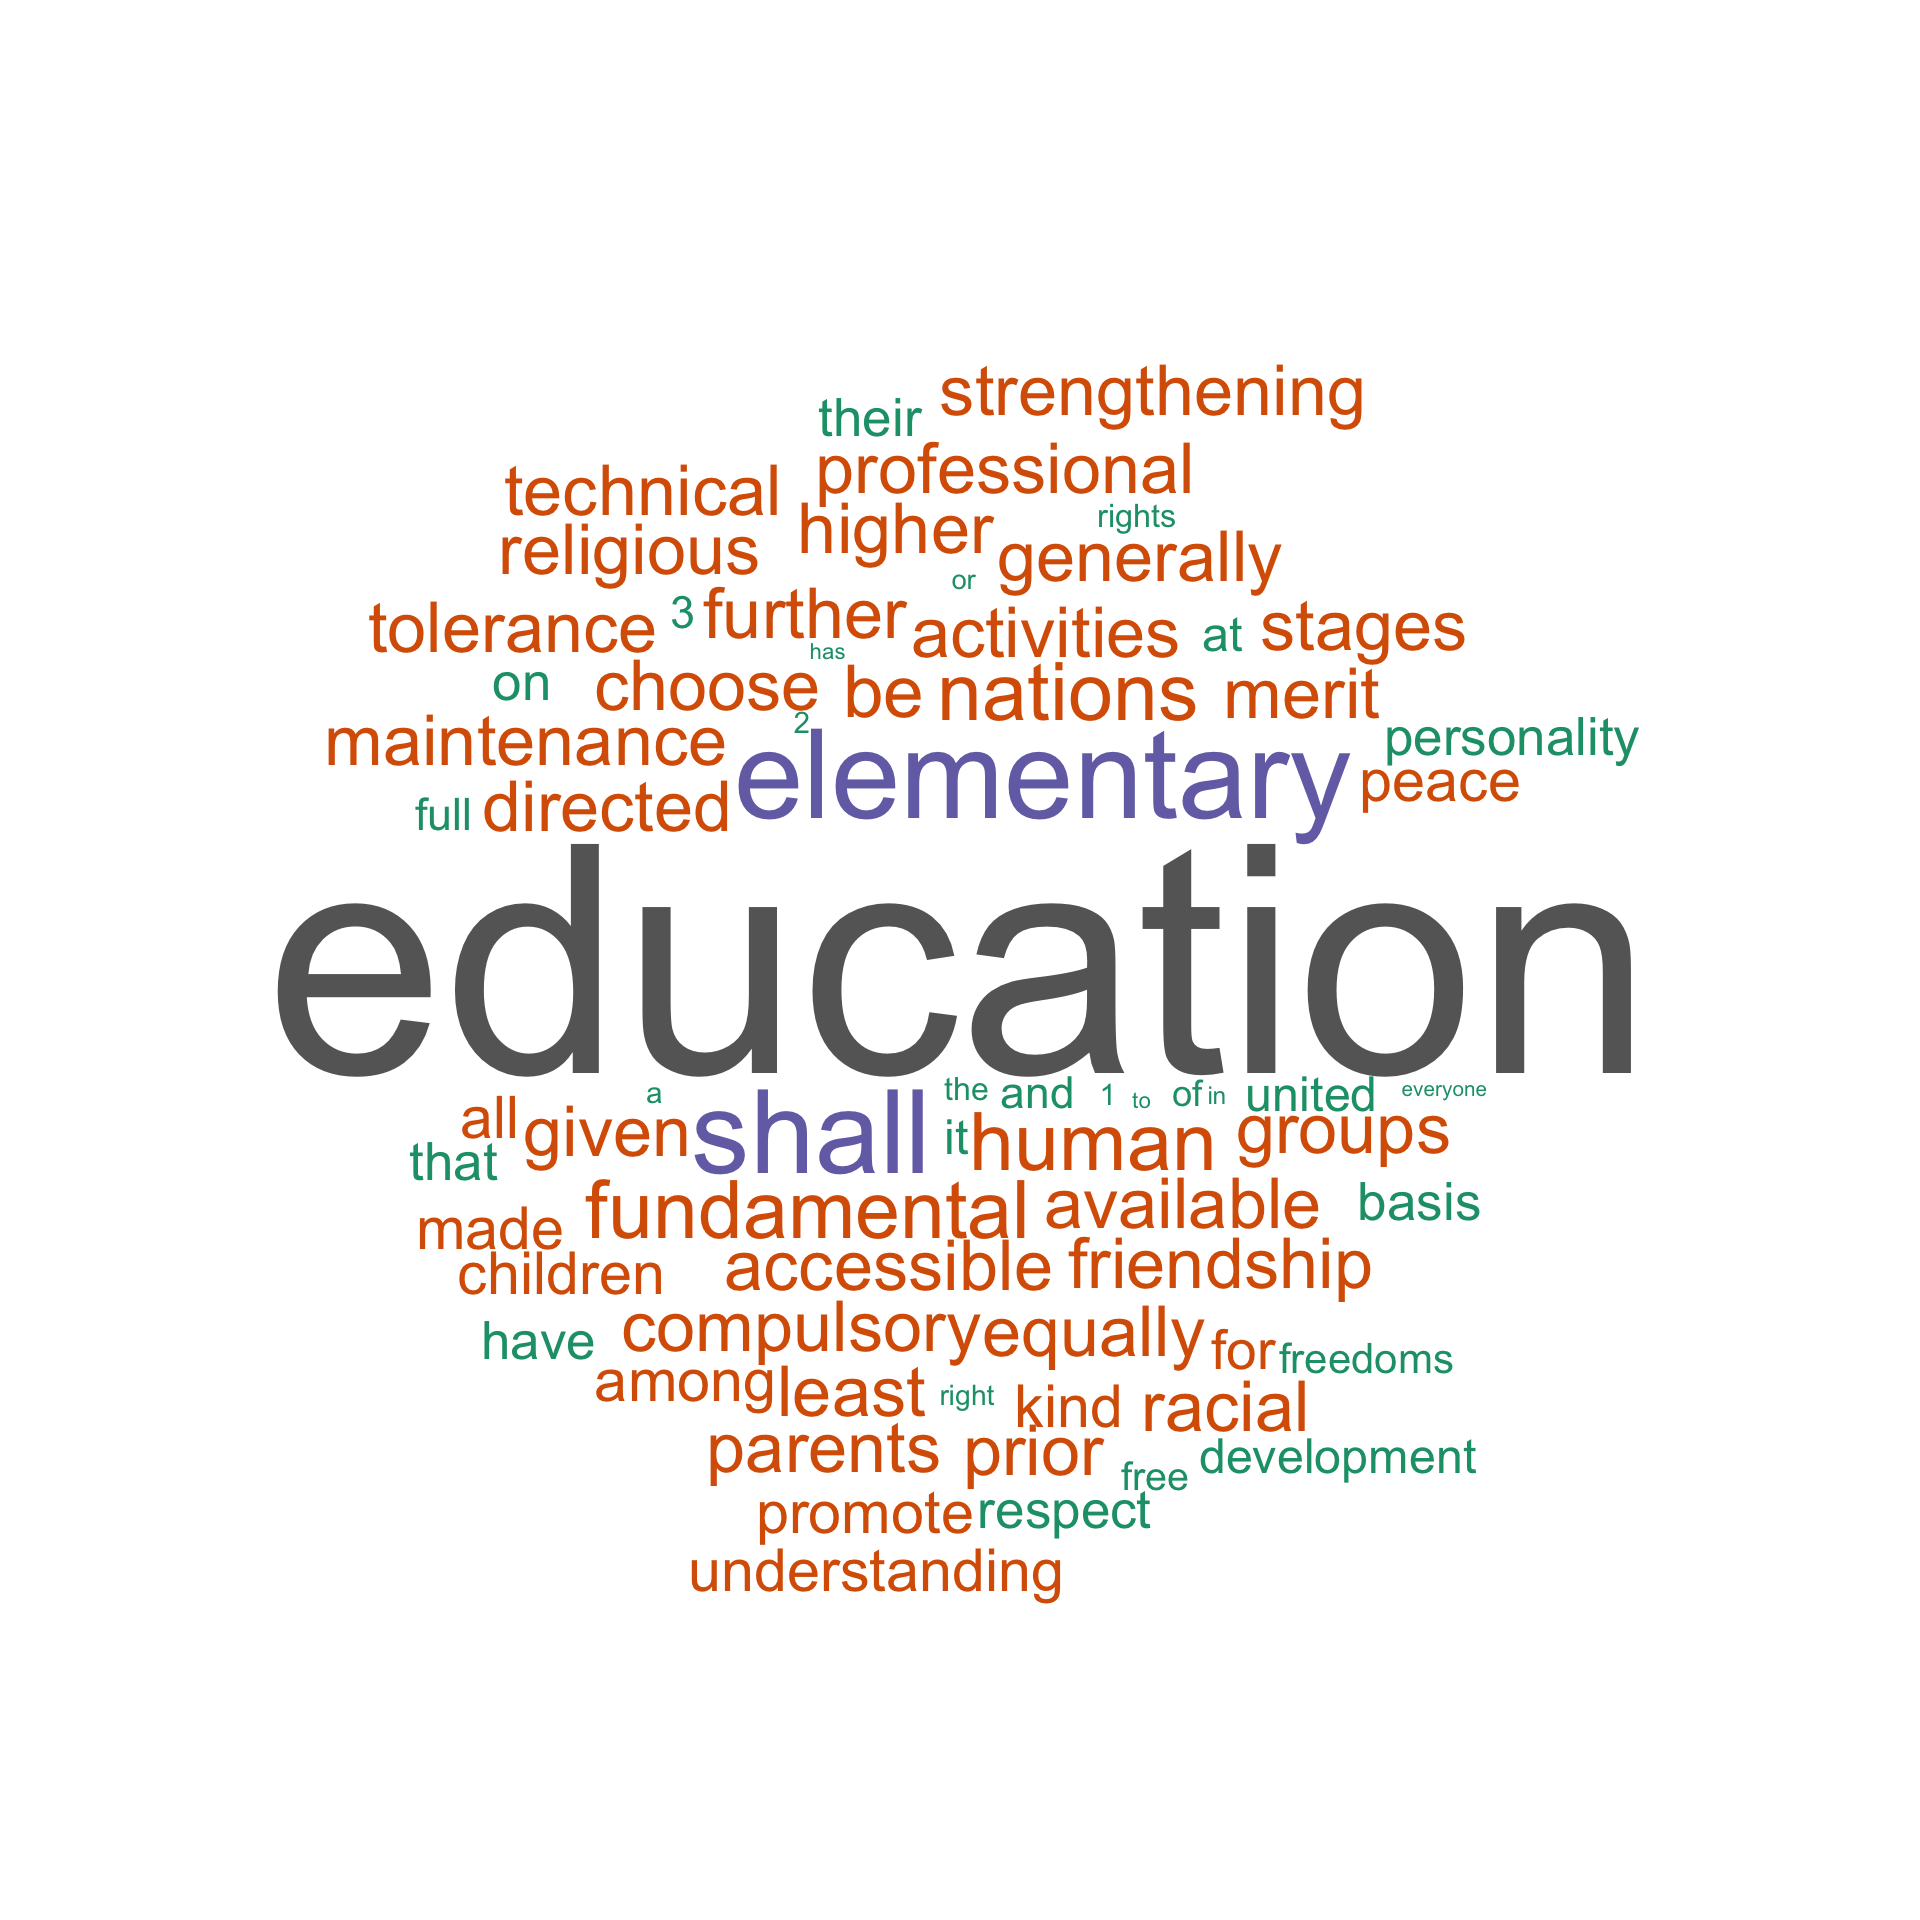 their strengthening
technical professional
rights
religious higher generally
or
tolerance 3 further activities at stages
has
on choose be nations merit
2
maintenance elementary personality
peace
full directed
education
a the and 1 to of in united everyone
all given shall it human groups
that
made fundamental available basis
children accessible friendship
have compulsory equally for freedoms
among least right kind racial
parents prior free development
promote respect
understanding